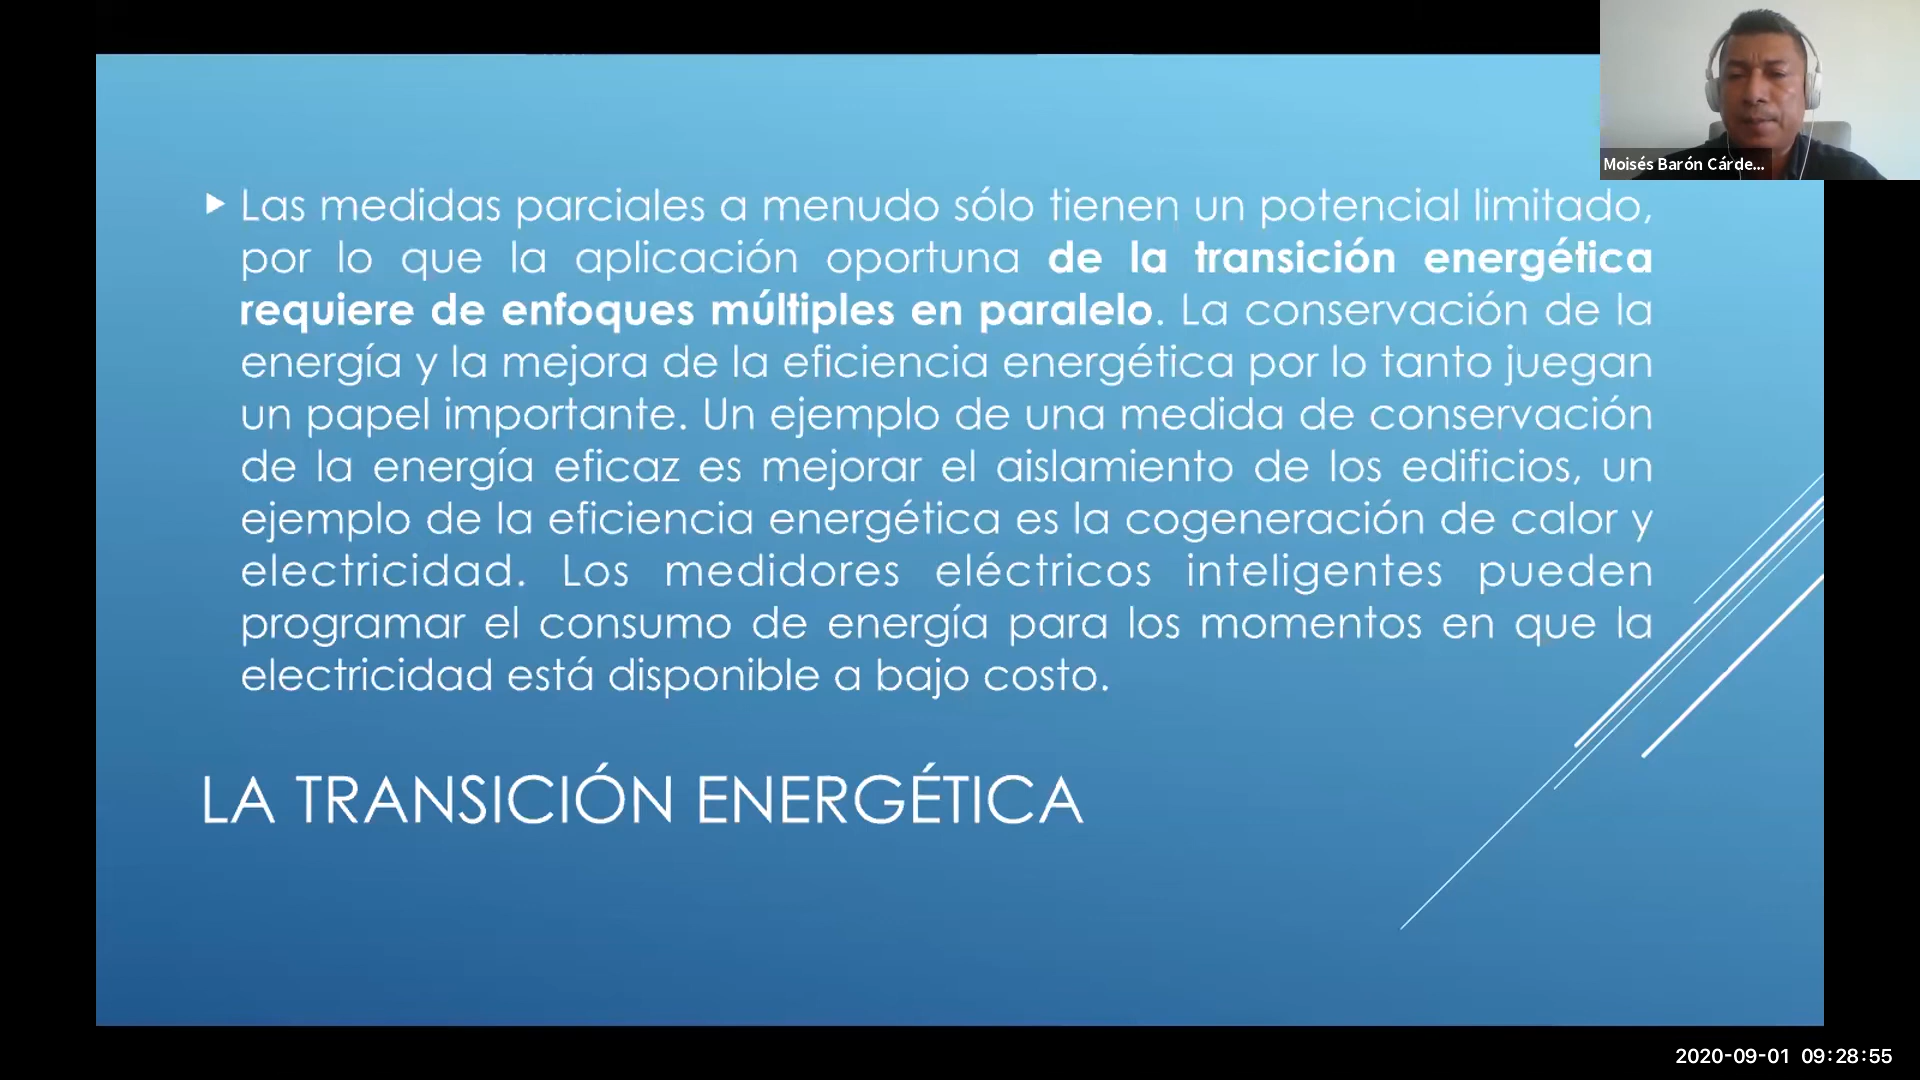 Moisés Barón Cárde...
Las medidas parciales a menudo sólo tienen un potencial limitado,
por lo que la aplicación oportuna de la transición energética
requiere de enfoques múltiples en paralelo. La conservación de la
energía y la mejora de la eficiencia energética por lo tanto juegan
un papel importante. Un ejemplo de una medida de conservación
de la energía eficaz es mejorar el aislamiento de los edificios, un
ejemplo de la eficiencia energética es la cogeneración de calor y
electricidad. Los medidores eléctricos inteligentes pueden
programar el consumo de energía para los momentos en que la
electricidad está disponible a bajo costo.
LA TRANSICIÓN ENERGÉTICA
2020-09-01 09:28:55